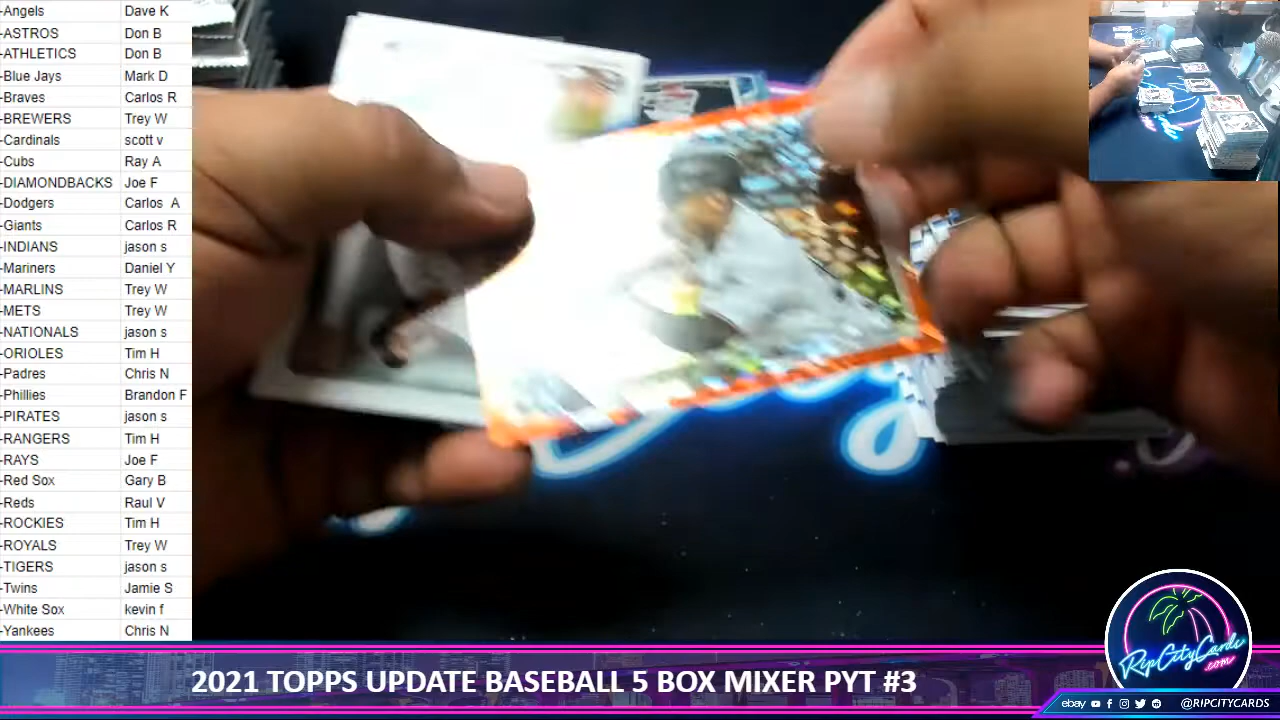 -Angels Dave K
-ASTROS Don B
-ATHLETICS Don B
-Blue Jays Mark D
-Braves Carlos R
-BREWERS Trey W
-Cardinals scott v
-Cubs Ray A
-DIAMONDBACKS Joe F
-Dodgers Carlos A
-Giants Carlos R
-INDIANS jason s
-Mariners Daniel Y
-MARLINS Trey W
-METS Trey W
-NATIONALS jason s
-ORIOLES Tim H
-Padres Chris N
-Phillies Brandon F
-PIRATES jason s
-RANGERS Tim H
-RAYS Joe F
-Red Sox Gary B
-Reds Raul V
-ROCKIES Tim H
-ROYALS Trey W
-TIGERS jason s
-Twins Jamie S
-White Sox kevin f
-Yankees Chris N
RipCityCards
.com
2021 TOPPS UPDATE BASEBALL 5 BOX MIXER PYT #3
ebay @RIPCITYCARDS